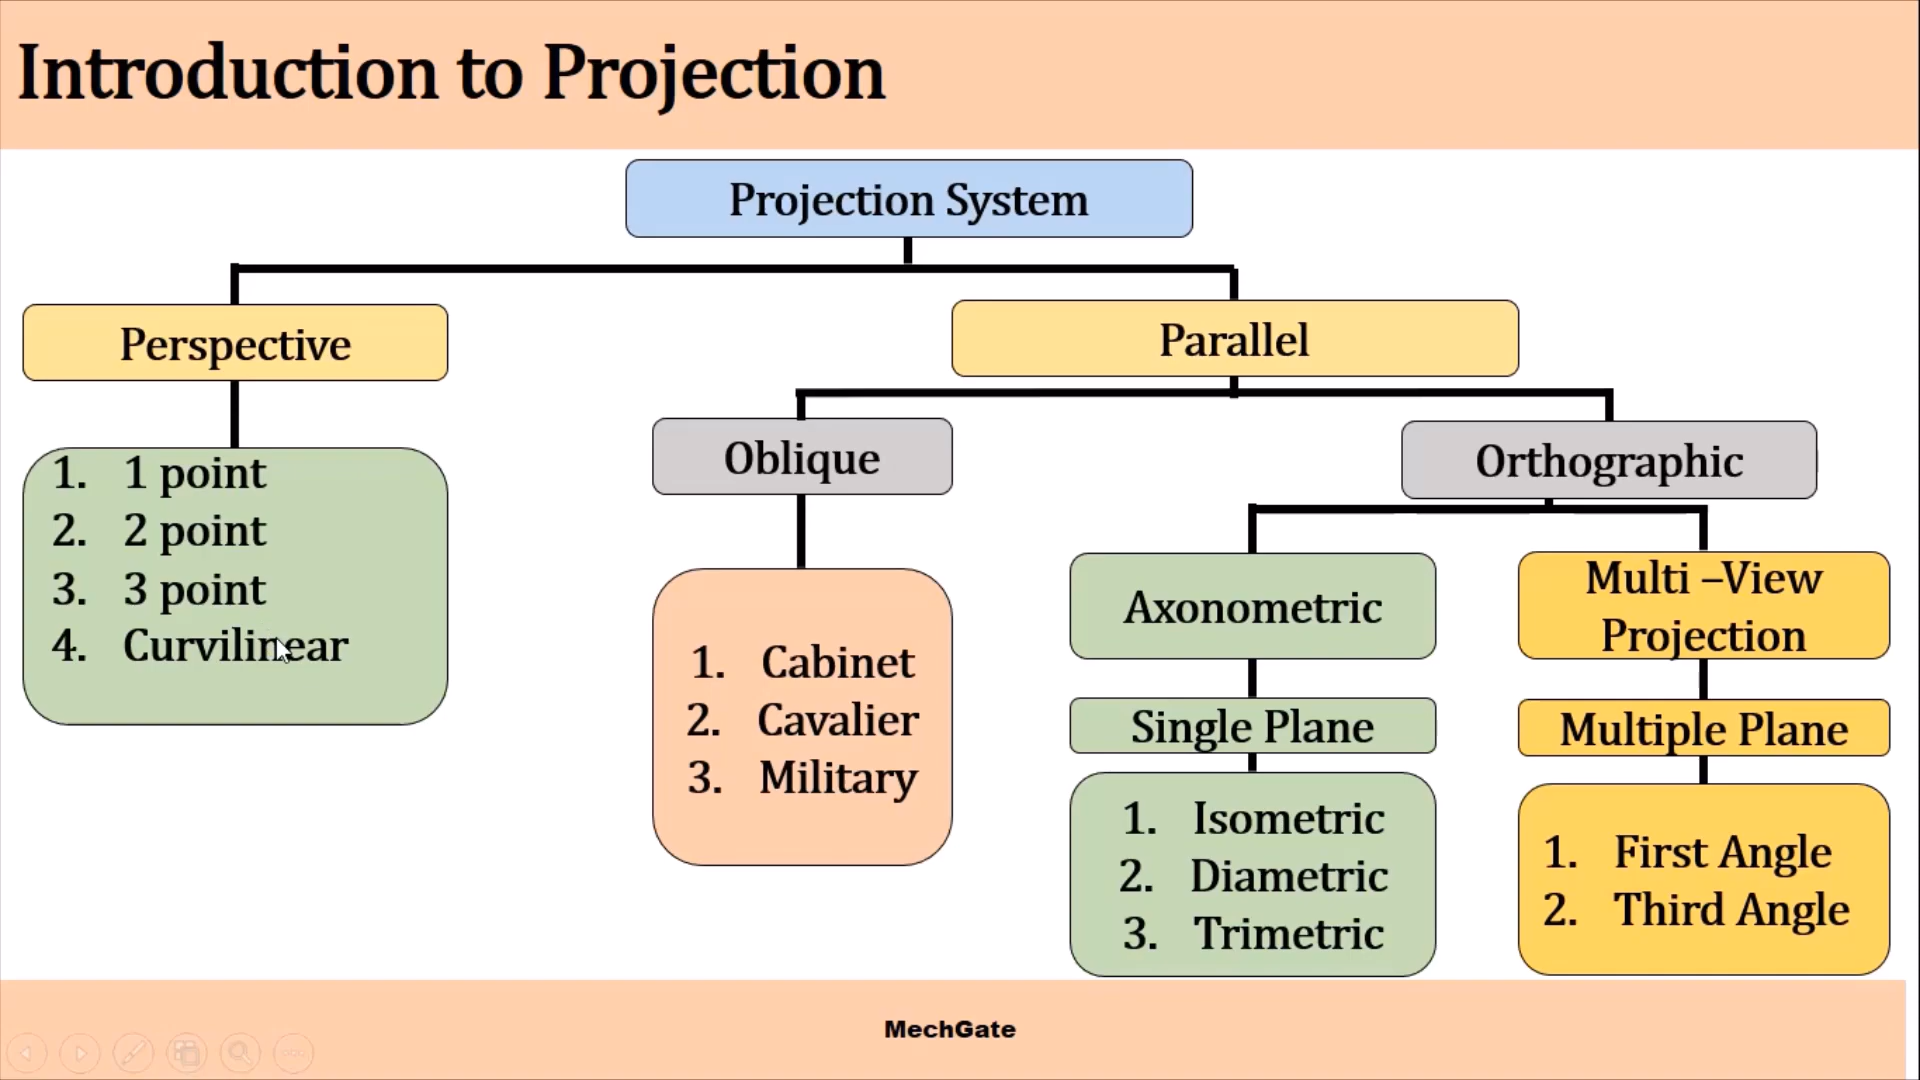 Introduction to Projection
Projection System
Perspective
Parallel
1. 1 point
2. 2 point
3. 3 point
4. Curvilinear
Oblique
1. Cabinet
2. Cavalier
3. Military
Orthographic
Axonometric
Single Plane
1. Isometric
2. Diametric
3. Trimetric
Multi –View
Projection
Multiple Plane
1. First Angle
2. Third Angle
MechGate